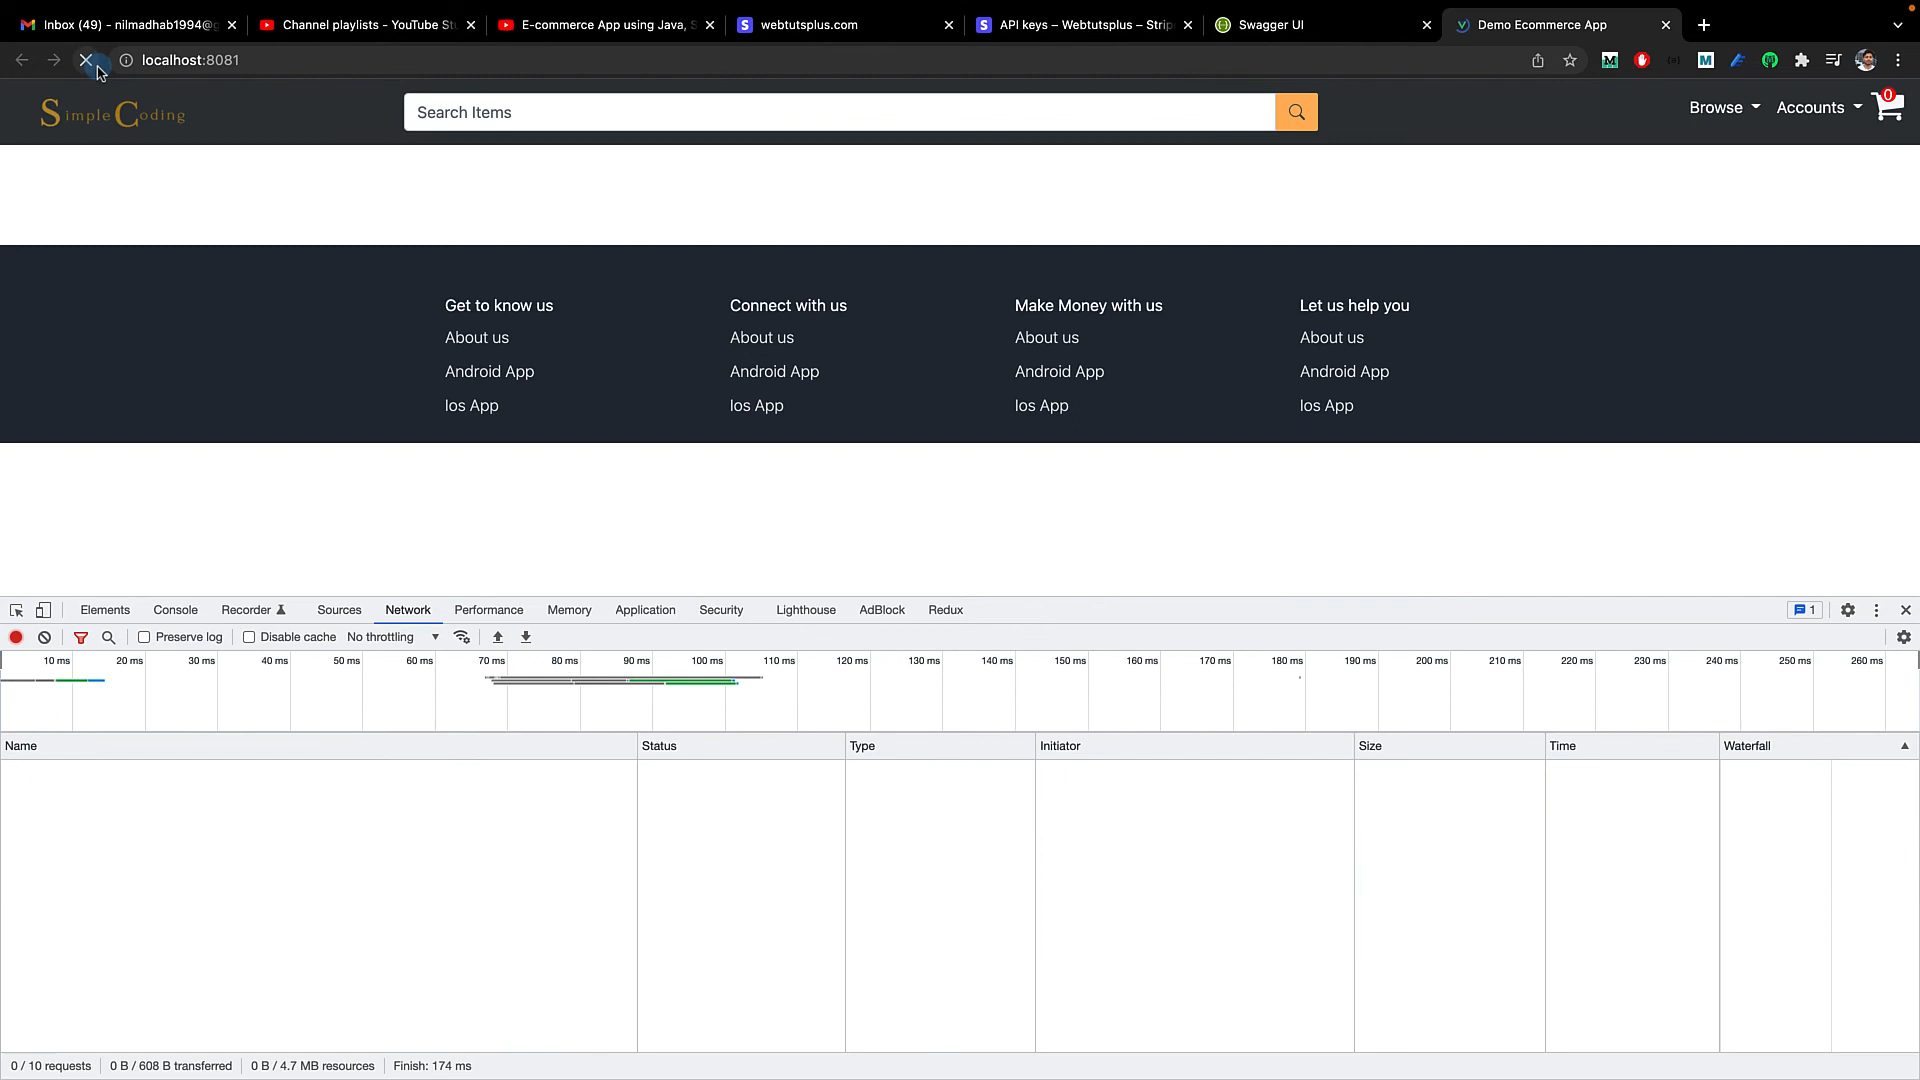 Inbox (49) - nilmadhab1994@g
Channel playlists - YouTube Stu
E-commerce App using Java, S
webtutsplus.com
API keys – Webtutsplus – Strip
Swagger UI
Demo Ecommerce App
localhost:8081
Simple Coding
Search Items
Browse
Accounts
0
Get to know us
Connect with us
Make Money with us
Let us help you
About us
About us
About us
About us
Android App
Android App
Android App
Android App
Ios App
Ios App
Ios App
Ios App
Elements
Console
Recorder
Sources
Network
Performance
Memory
Application
Security
Lighthouse
AdBlock
Redux
1
Preserve log
Disable cache
No throttling
10 ms
20 ms
30 ms
40 ms
50 ms
60 ms
70 ms
80 ms
90 ms
100 ms
110 ms
120 ms
130 ms
140 ms
150 ms
160 ms
170 ms
180 ms
190 ms
200 ms
210 ms
220 ms
230 ms
240 ms
250 ms
260 ms
Name
Status
Type
Initiator
Size
Time
Waterfall
0 / 10 requests
0 B / 608 B transferred
0 B / 4.7 MB resources
Finish: 174 ms